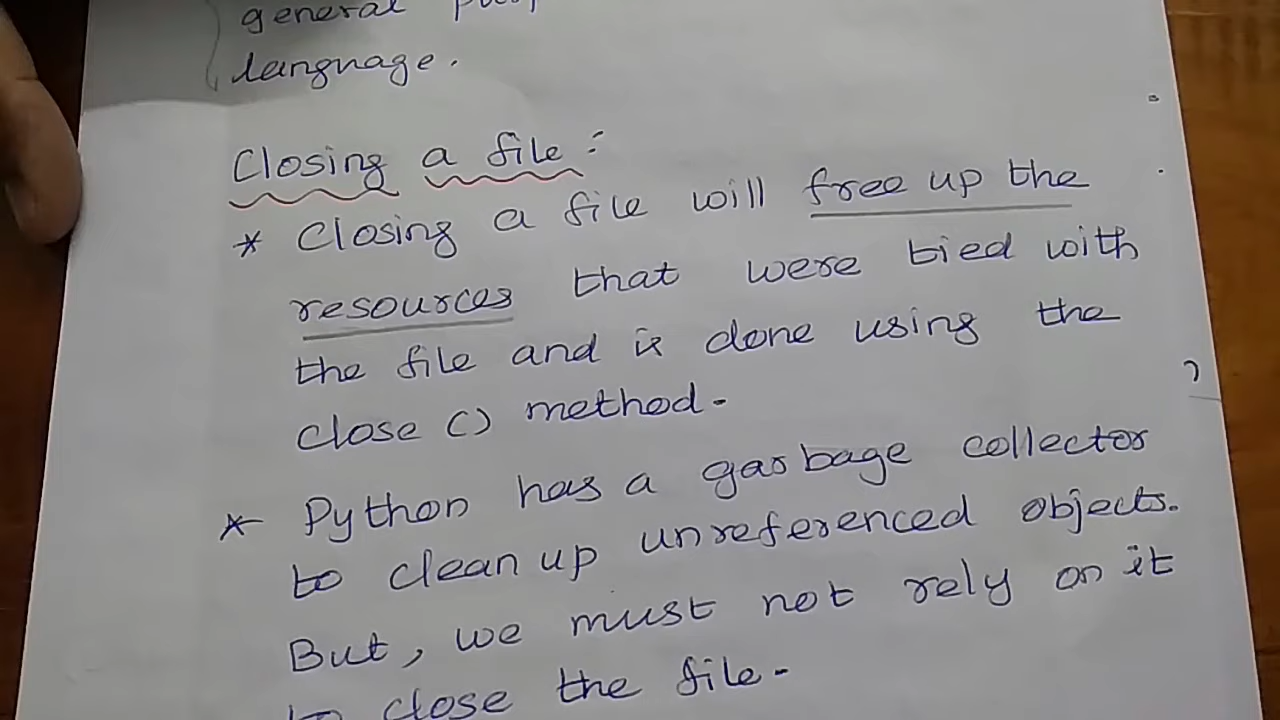 general
language.
Closing a file:
* Closing a file will free up the
resources that were tied with
the file and is done using the
close () method.
* Python has a garbage collector
to clean up unreferenced objects.
But, we must not rely on it
to close the file.